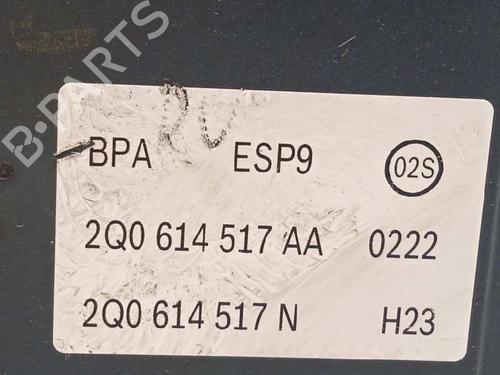 B-PARTS
BPA ESP9 02S
2Q0 614 517 AA 0222
2Q0 614 517 N H23